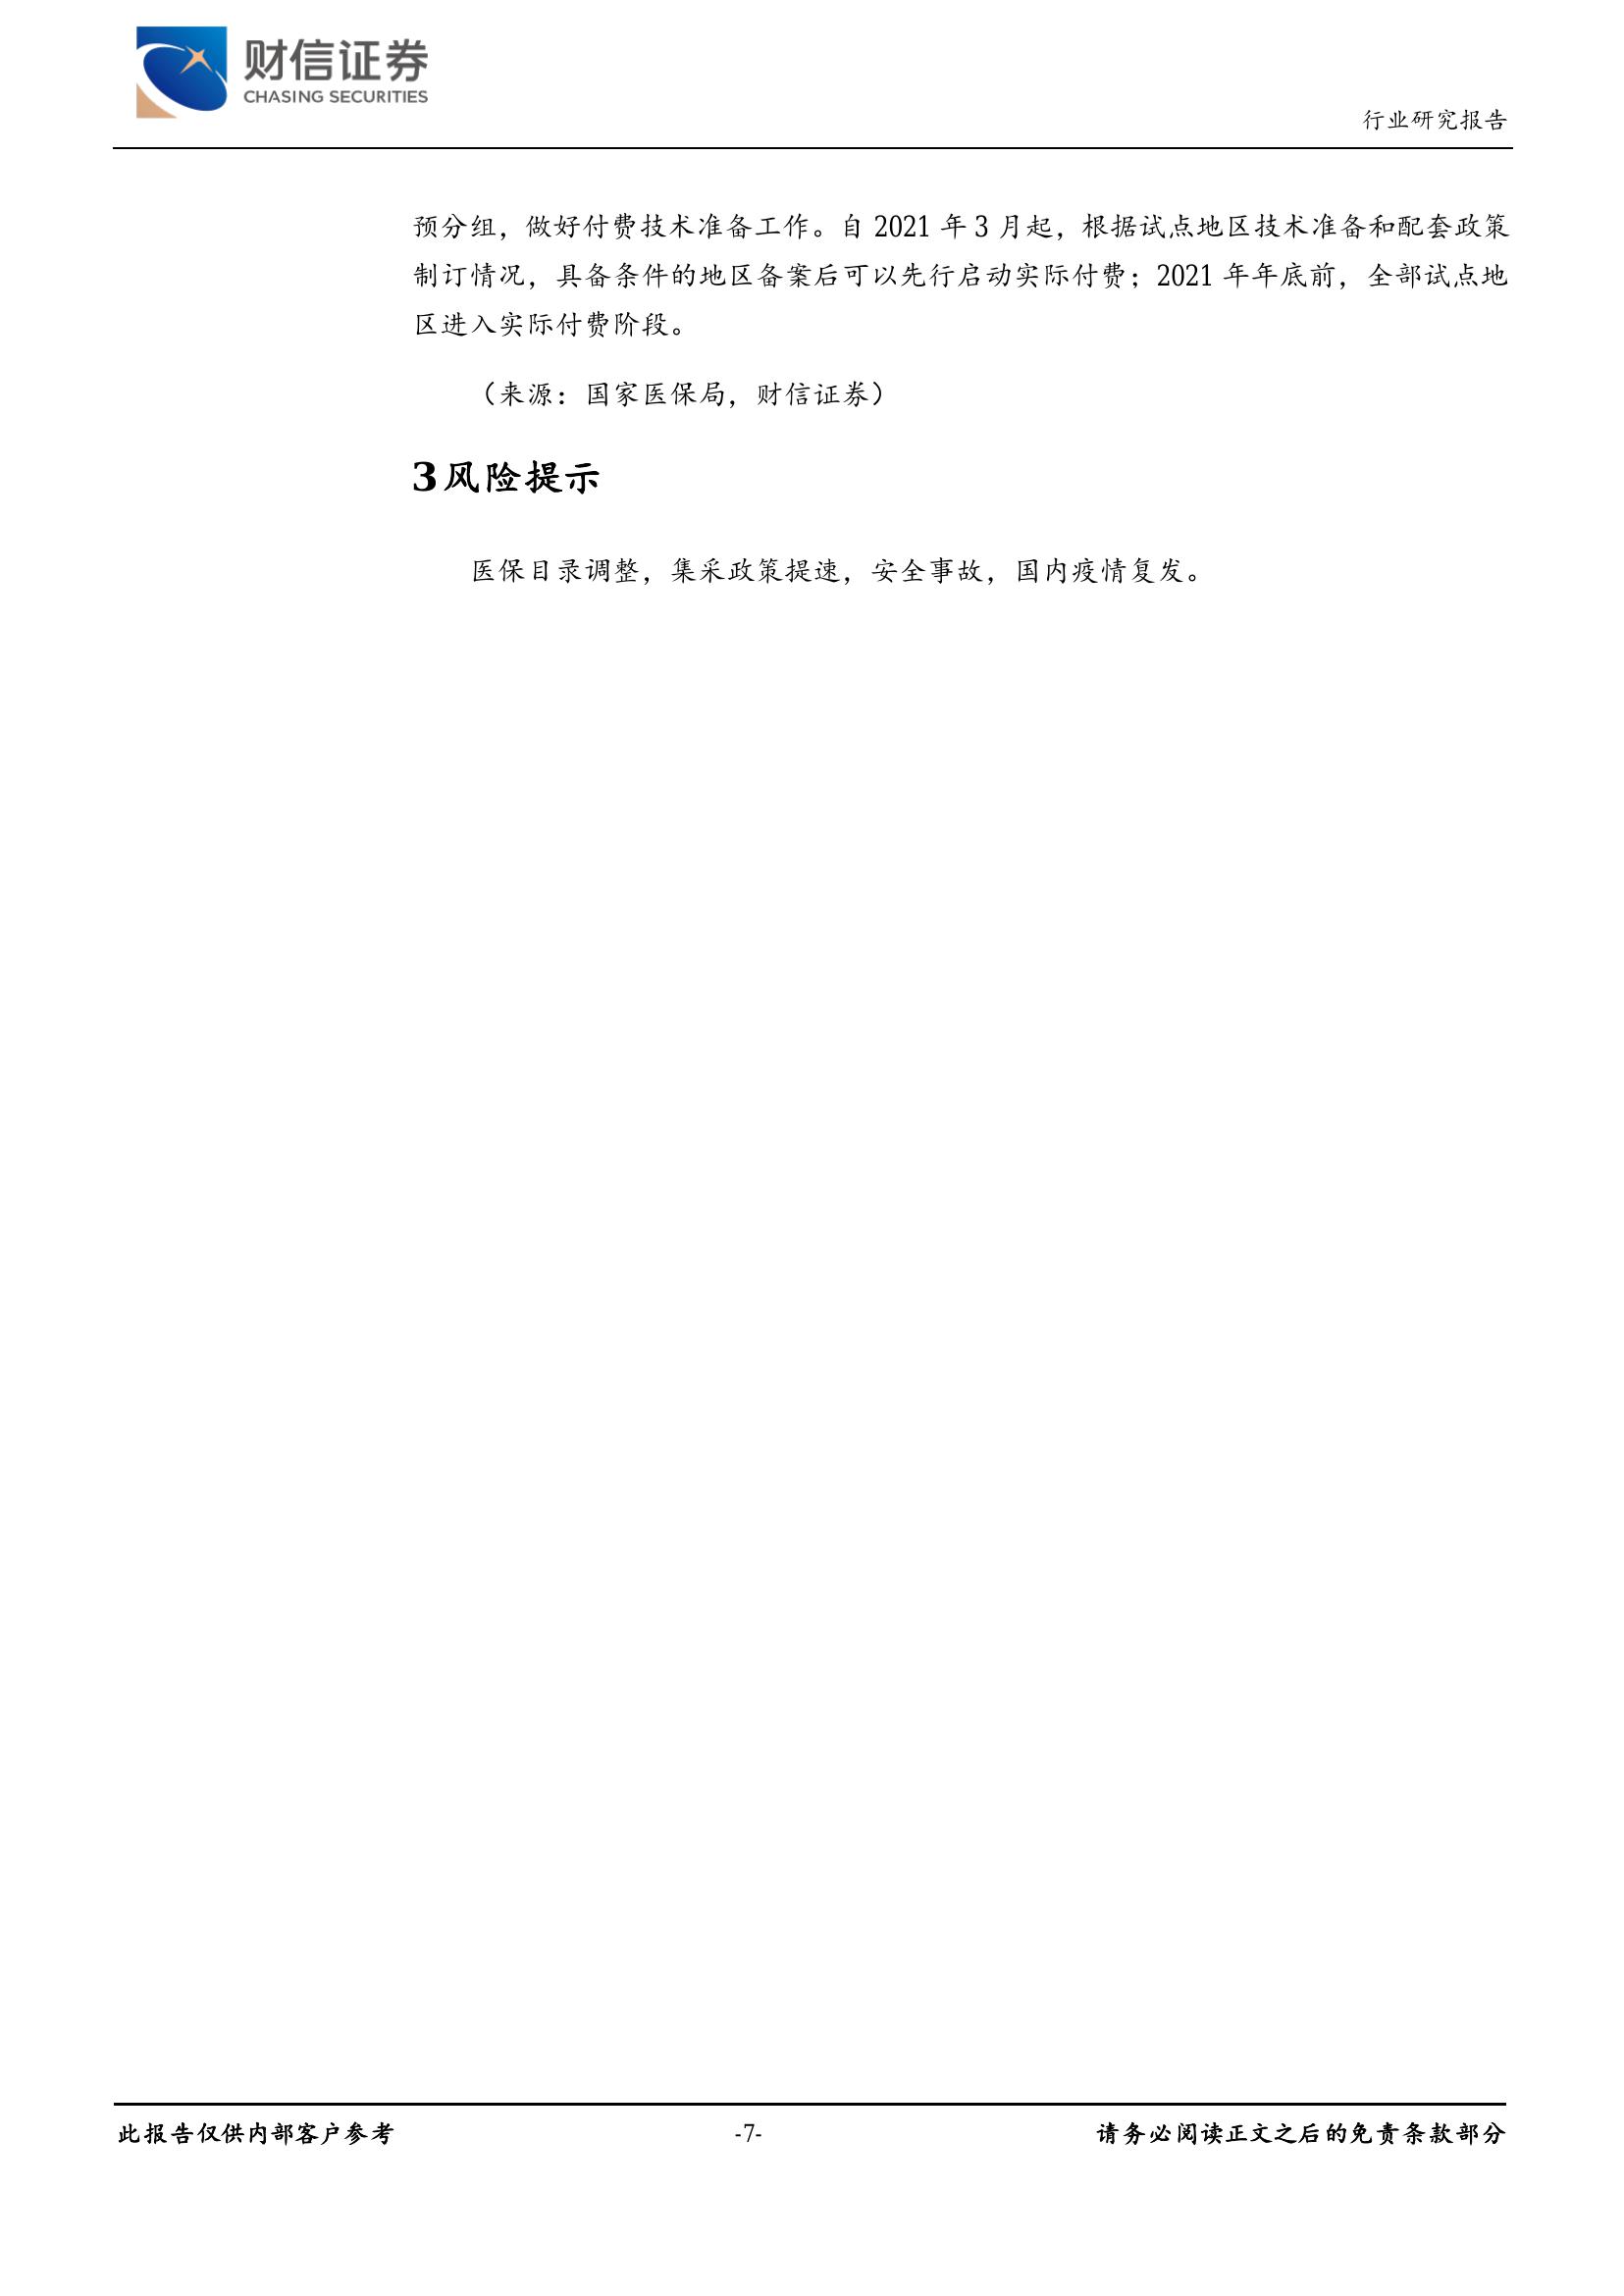 财信证券
CHASING SECURITIES
行业研究报告
预分组，做好付费技术准备工作。自 2021 年 3 月起，根据试点地区技术准备和配套政策
制订情况，具备条件的地区备案后可以先行启动实际付费；2021 年年底前，全部试点地
区进入实际付费阶段。
（来源：国家医保局，财信证券）
3 风险提示
医保目录调整，集采政策提速，安全事故，国内疫情复发。
此报告仅供内部客户参考
-7-
请务必阅读正文之后的免责条款部分